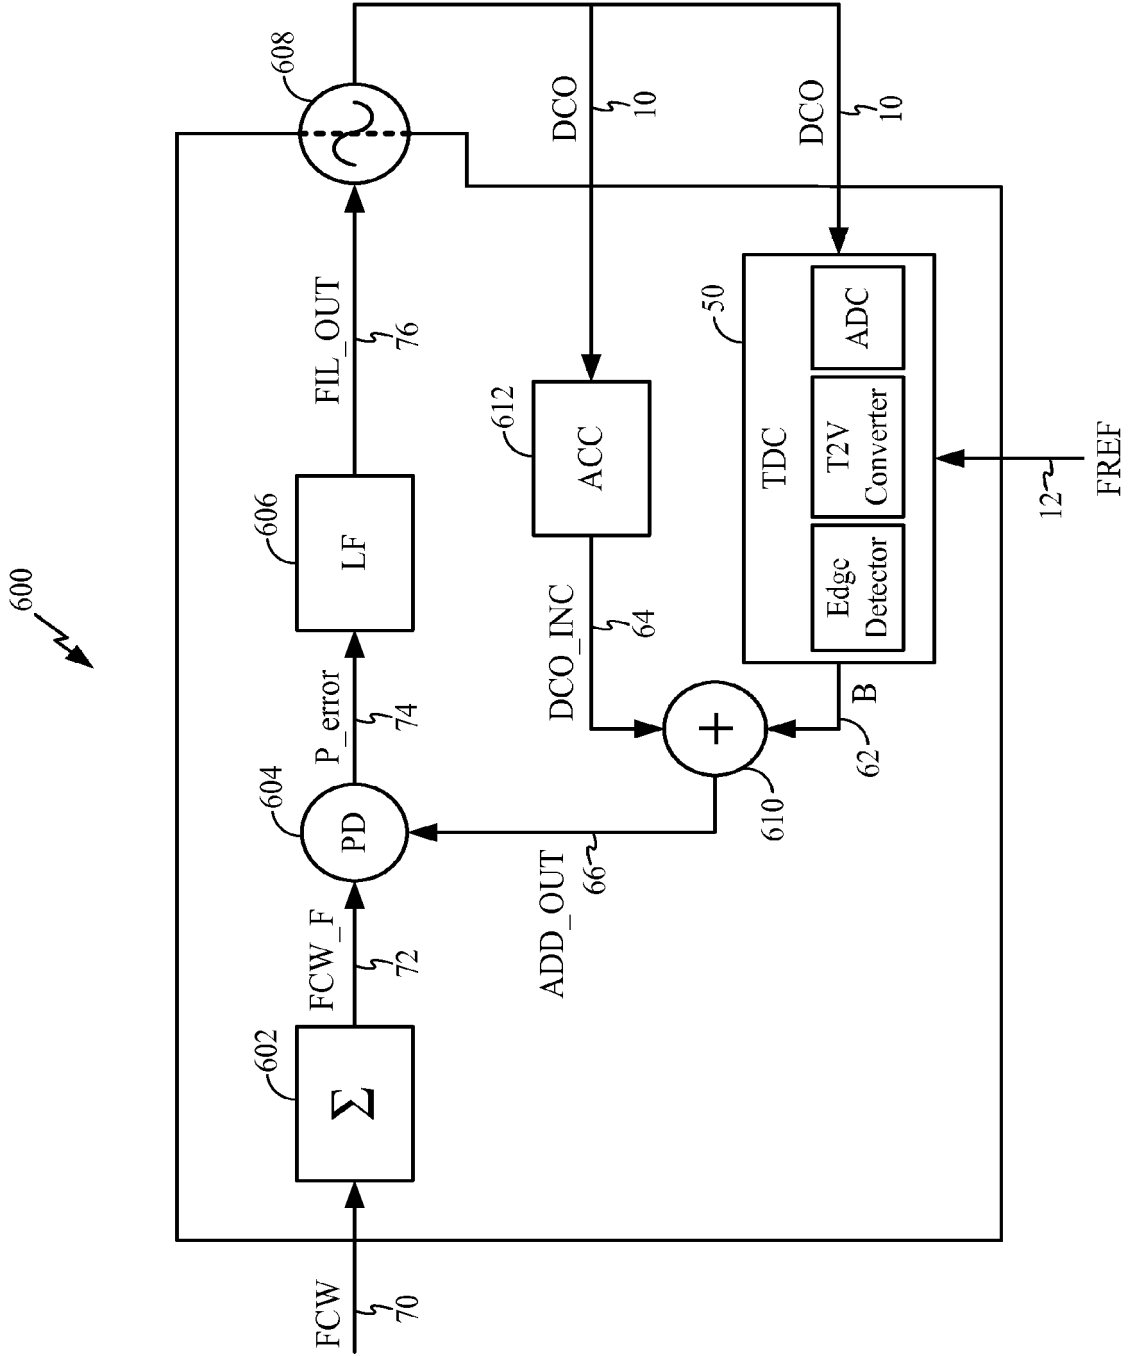 600
FCW
70
602
Σ
FCW_F
72
604
PD
P_error
74
606
LF
FIL_OUT
76
608
ADD_OUT
66
610
+
DCO_INC
64
612
ACC
DCO
10
B
62
50
TDC
Edge
Detector
T2V
Converter
ADC
DCO
10
12
FREF